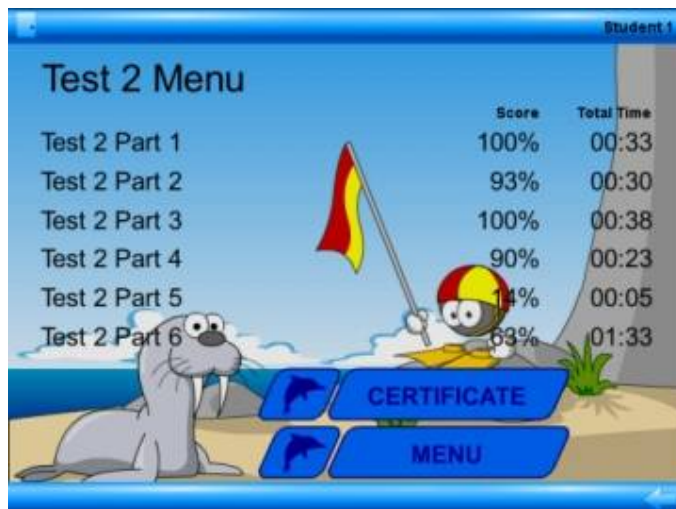 Student 1
Test 2 Menu
Score Total Time
Test 2 Part 1 100% 00:33
Test 2 Part 2 93% 00:30
Test 2 Part 3 100% 00:38
Test 2 Part 4 90% 00:23
Test 2 Part 5 14% 00:05
Test 2 Part 6 63% 01:33
CERTIFICATE
MENU